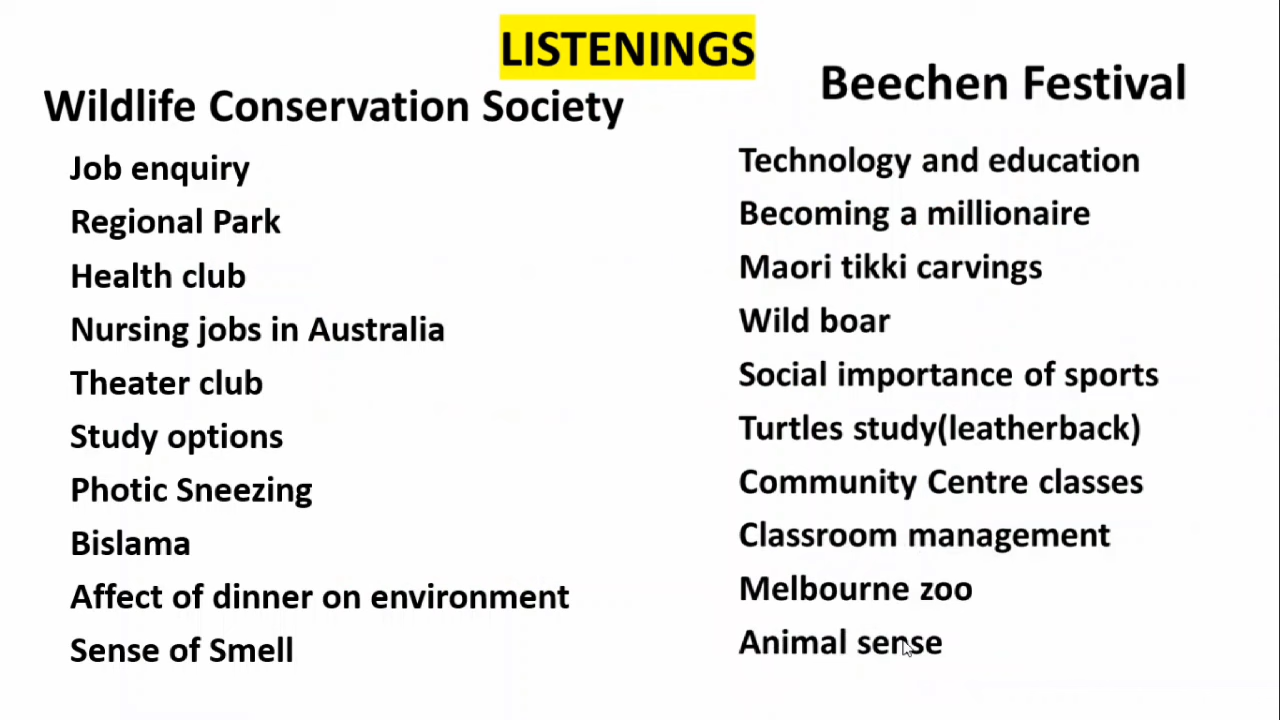 LISTENINGS
Wildlife Conservation Society
Job enquiry
Regional Park
Health club
Nursing jobs in Australia
Theater club
Study options
Photic Sneezing
Bislama
Affect of dinner on environment
Sense of Smell
Beechen Festival
Technology and education
Becoming a millionaire
Maori tikki carvings
Wild boar
Social importance of sports
Turtles study(leatherback)
Community Centre classes
Classroom management
Melbourne zoo
Animal sense